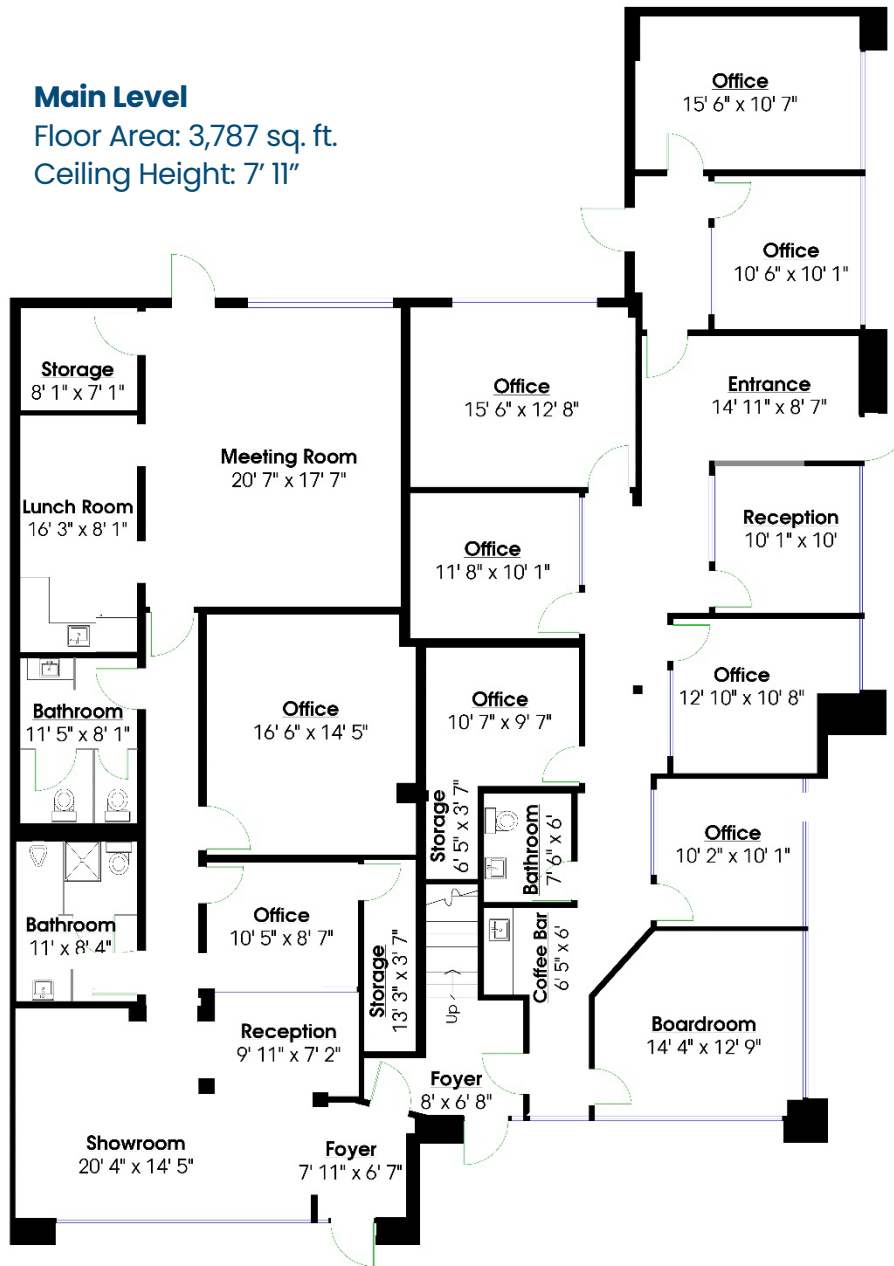 Main Level
Floor Area: 3,787 sq. ft.
Ceiling Height: 7’ 11”
Office
15' 6" x 10' 7"
Office
10' 6" x 10' 1"
Storage
8' 1" x 7' 1"
Office
15' 6" x 12' 8"
Entrance
14' 11" x 8' 7"
Meeting Room
20' 7" x 17' 7"
Lunch Room
16' 3" x 8' 1"
Office
11' 8" x 10' 1"
Reception
10' 1" x 10'
Bathroom
11' 5" x 8' 1"
Office
16' 6" x 14' 5"
Office
10' 7" x 9' 7"
Office
12' 10" x 10' 8"
Storage
6' 5" x 3' 7"
Bathroom
7' 6" x 6'
Office
10' 2" x 10' 1"
Bathroom
11' x 8' 4"
Office
10' 5" x 8' 7"
Storage
13' 3" x 3' 7"
Up
Coffee Bar
6' 5" x 6'
Reception
9' 11" x 7' 2"
Boardroom
14' 4" x 12' 9"
Foyer
8' x 6' 8"
Showroom
20' 4" x 14' 5"
Foyer
7' 11" x 6' 7"